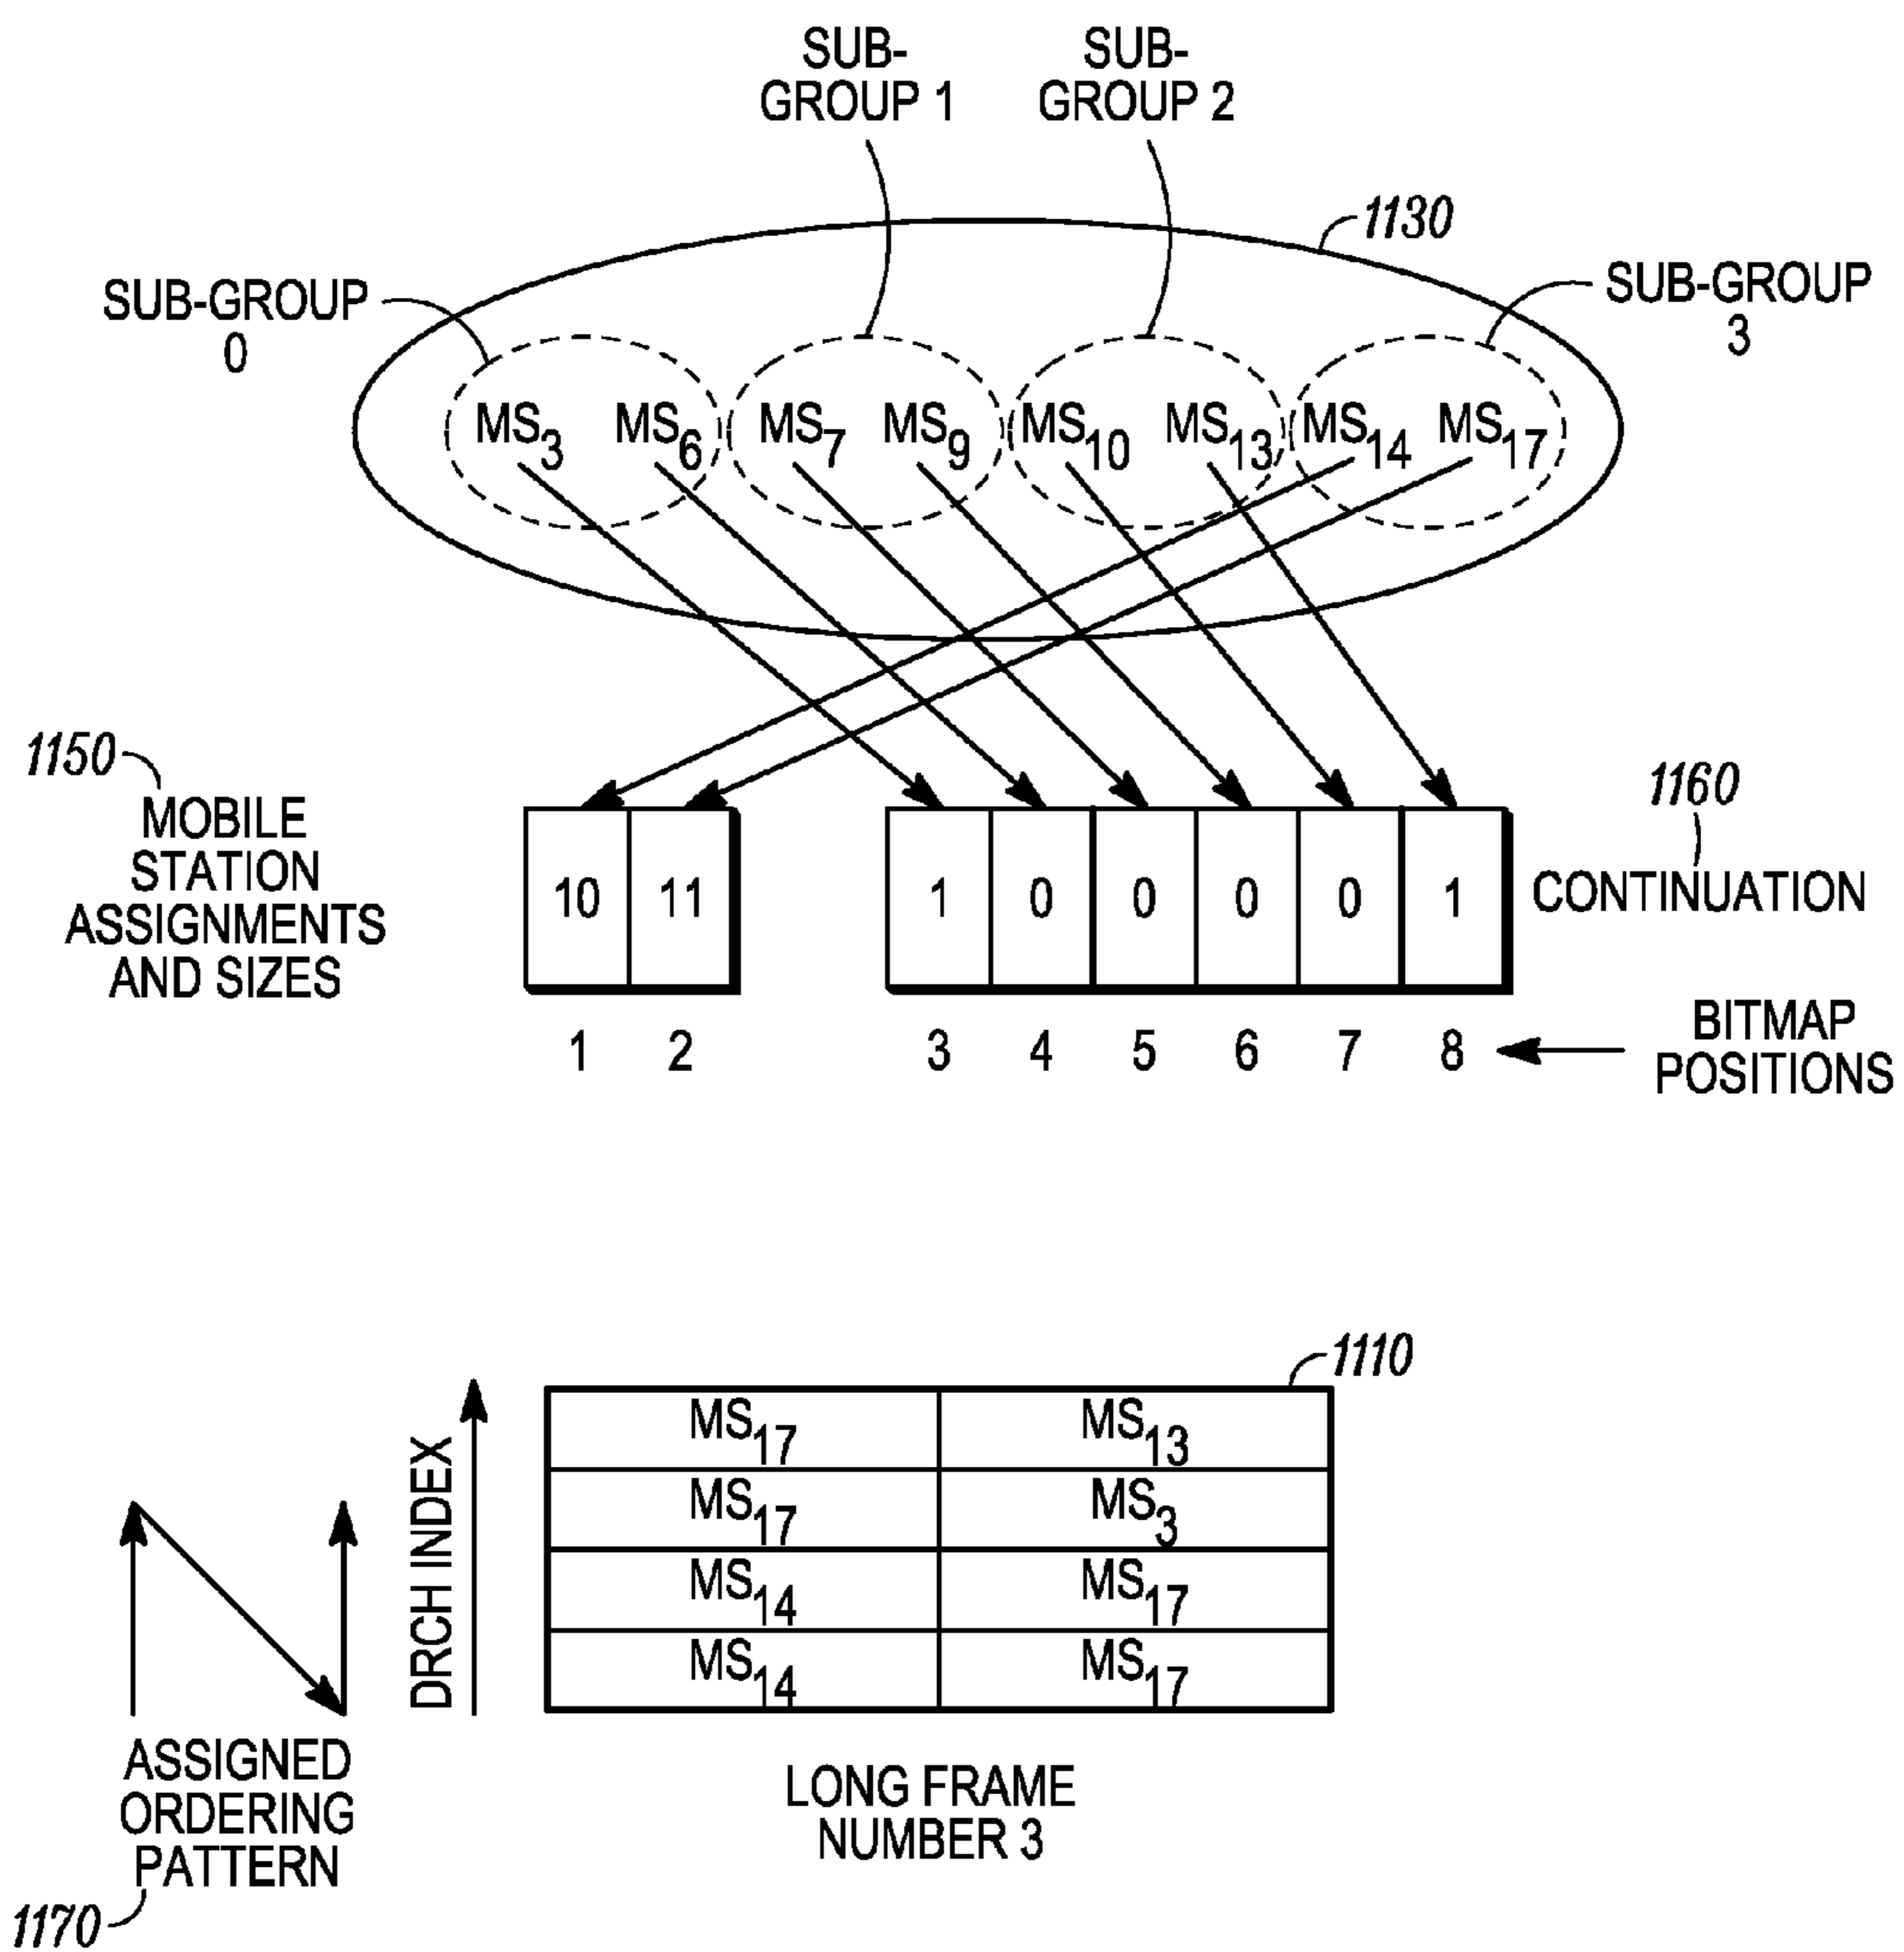 SUB-
GROUP 1
SUB-
GROUP 2
1130
SUB-GROUP
0
SUB-GROUP
3
MS3 MS6 MS7 MS9 MS10 MS13 MS14 MS17
1150
MOBILE
STATION
ASSIGNMENTS
AND SIZES
10 11 1 0 0 0 0 1
1160
CONTINUATION
1 2 3 4 5 6 7 8
BITMAP
POSITIONS
1110
DRCH INDEX
MS17 MS13
MS17 MS3
MS14 MS17
MS14 MS17
ASSIGNED
ORDERING
PATTERN
1170
LONG FRAME
NUMBER 3